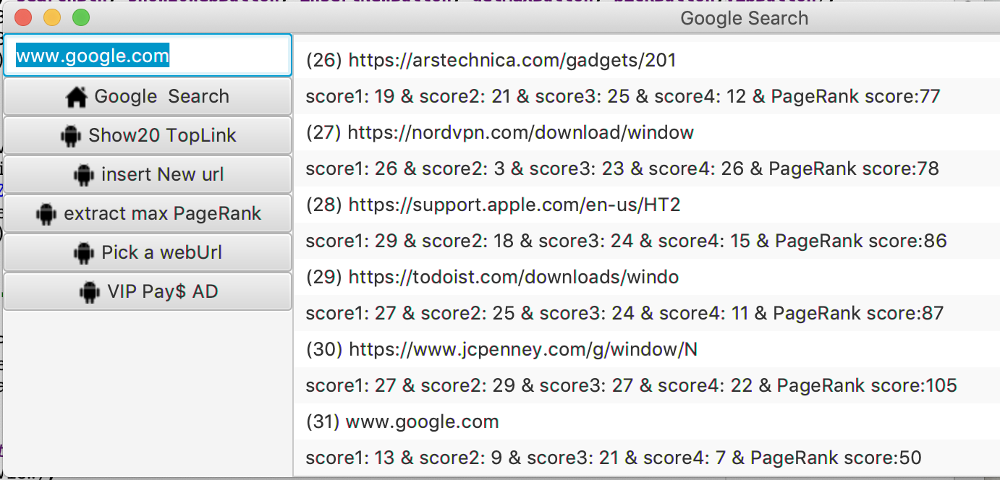 Google Search
www.google.com
Google  Search
Show20 TopLink
insert New url
extract max PageRank
Pick a webUrl
VIP Pay$ AD
(26) https://arstechnica.com/gadgets/201
score1: 19 & score2: 21 & score3: 25 & score4: 12 & PageRank score:77
(27) https://nordvpn.com/download/window
score1: 26 & score2: 3 & score3: 23 & score4: 26 & PageRank score:78
(28) https://support.apple.com/en-us/HT2
score1: 29 & score2: 18 & score3: 24 & score4: 15 & PageRank score:86
(29) https://todoist.com/downloads/windo
score1: 27 & score2: 25 & score3: 24 & score4: 11 & PageRank score:87
(30) https://www.jcpenney.com/g/window/N
score1: 27 & score2: 29 & score3: 27 & score4: 22 & PageRank score:105
(31) www.google.com
score1: 13 & score2: 9 & score3: 21 & score4: 7 & PageRank score:50